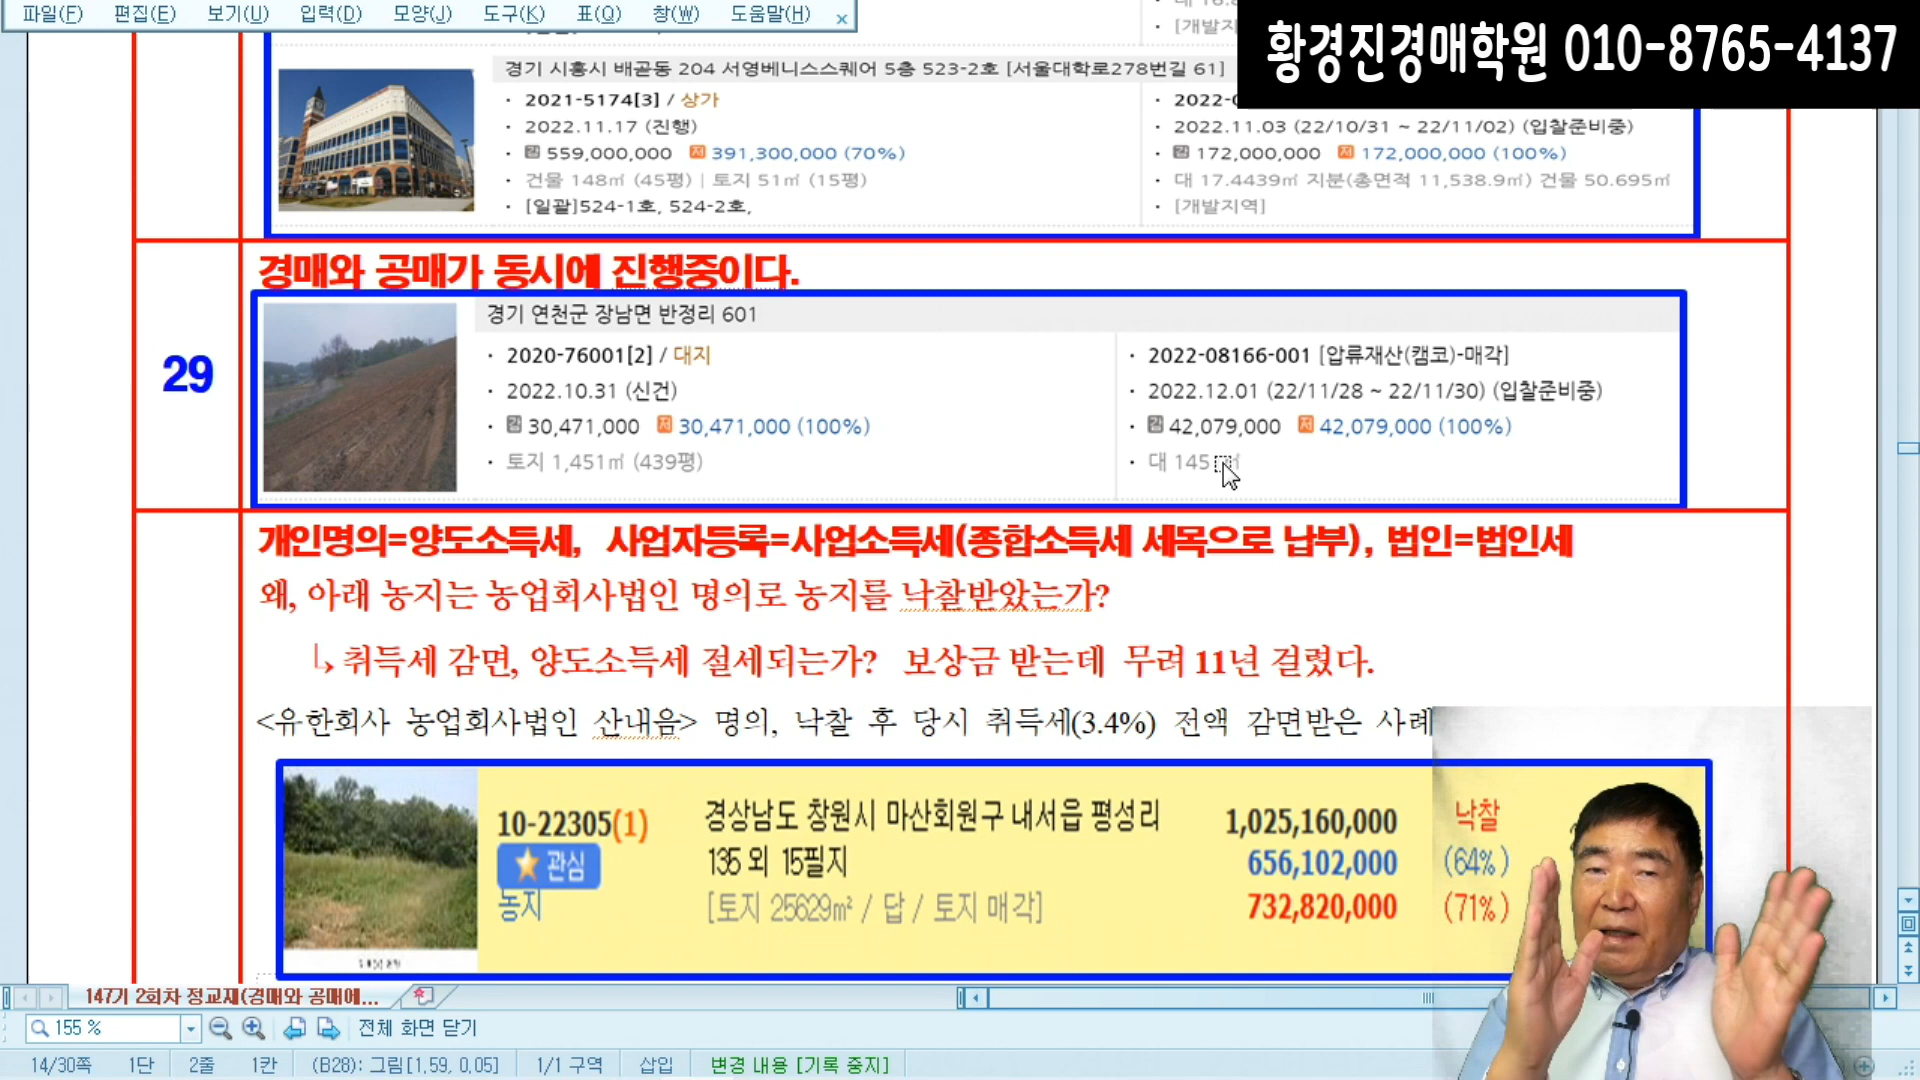 파일(F) 편집(E) 보기(U) 입력(D) 모양(J) 도구(K) 표(Q) 창(W) 도움말(H) x
황경진경매학원 010-8765-4137
[개발지
경기 시흥시 배곧동 204 서영베니스스퀘어 5층 523-2호 [서울대학로278번길 61]
· 2021-5174[3] / 상가
· 2022.11.17 (진행)
· 감 559,000,000 저 391,300,000 (70%)
· 건물 148㎡ (45평) | 토지 51㎡ (15평)
· [일괄]524-1호, 524-2호,
· 2022-
· 2022.11.03 (22/10/31 ~ 22/11/02) (입찰준비중)
· 감 172,000,000 저 172,000,000 (100%)
· 대 17.4439㎡ 지분(총면적 11,538.9㎡) 건물 50.695㎡
· [개발지역]
29
경매와 공매가 동시에 진행중이다.
경기 연천군 장남면 반정리 601
· 2020-76001[2] / 대지
· 2022.10.31 (신건)
· 감 30,471,000 저 30,471,000 (100%)
· 토지 1,451㎡ (439평)
· 2022-08166-001 [압류재산(캠코)-매각]
· 2022.12.01 (22/11/28 ~ 22/11/30) (입찰준비중)
· 감 42,079,000 저 42,079,000 (100%)
· 대 145
개인명의=양도소득세, 사업자등록=사업소득세(종합소득세 세목으로 납부), 법인=법인세
왜, 아래 농지는 농업회사법인 명의로 농지를 낙찰받았는가?
↳ 취득세 감면, 양도소득세 절세되는가? 보상금 받는데 무려 11년 걸렸다.
<유한회사 농업회사법인 산내음> 명의, 낙찰 후 당시 취득세(3.4%) 전액 감면받은 사례
10-22305(1)
★ 관심
농지
경상남도 창원시 마산회원구 내서읍 평성리
135 외 15필지
[토지 25629㎡ / 답 / 토지 매각]
1,025,160,000
656,102,000
732,820,000
낙찰
(64%)
(71%)
147기 2회차 정교재(경매와 공매에...
155 % 전체 화면 닫기
14/30쪽 1단 2줄 1칸 (B28): 그림[1,59, 0,05] 1/1 구역 삽입 변경 내용 [기록 중지]